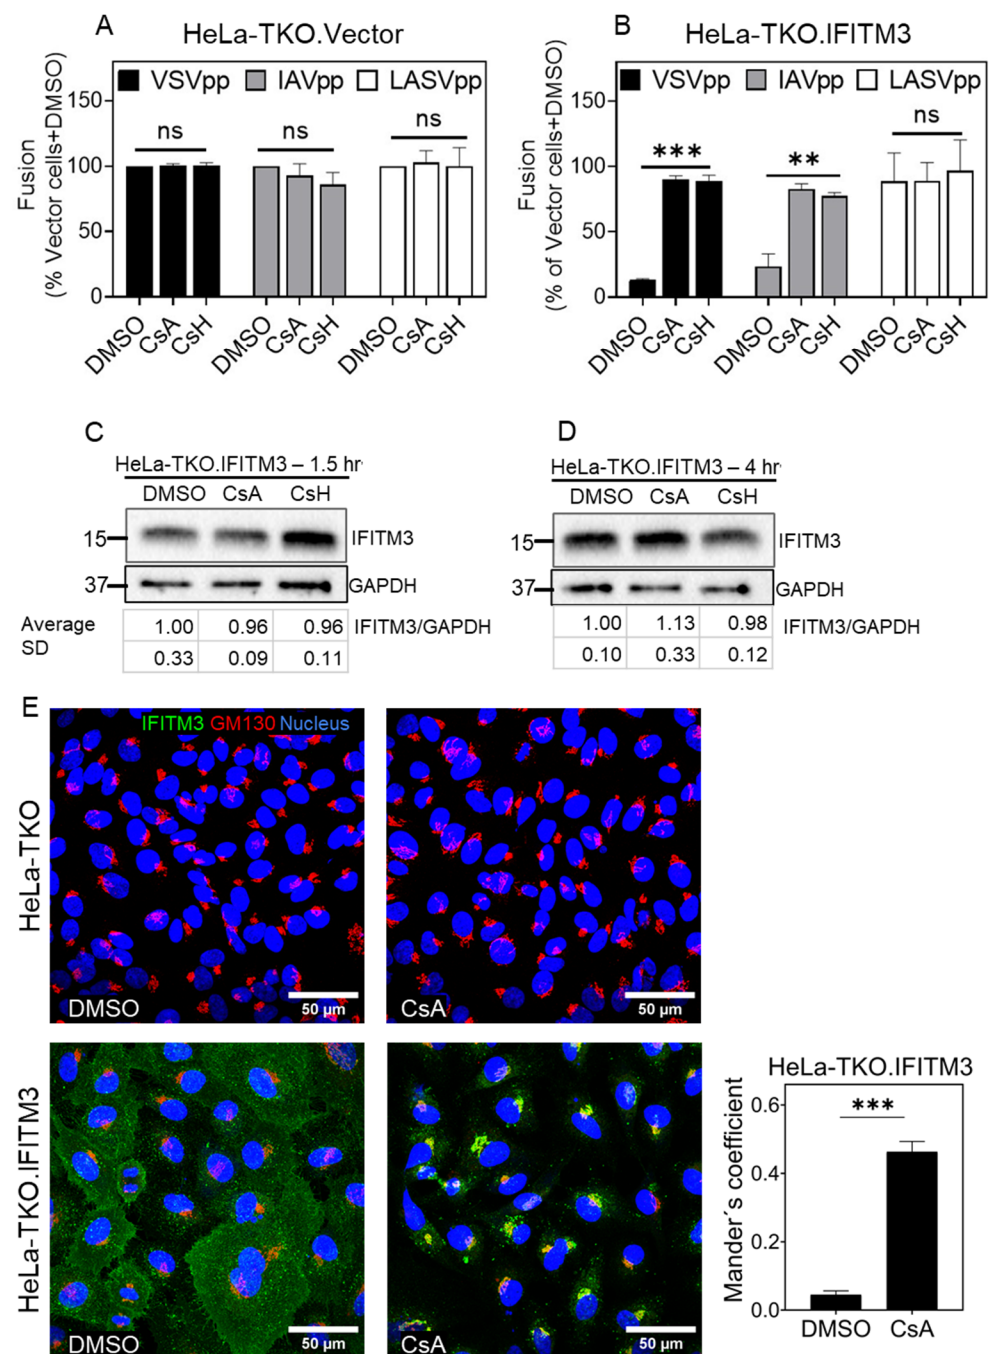 A
HeLa-TKO.Vector
VSVpp IAVpp LASVpp
Fusion
(% Vector cells+DMSO)
150
100
50
0
ns
ns
ns
DMSO CsA CsH DMSO CsA CsH DMSO CsA CsH
B
HeLa-TKO.IFITM3
VSVpp IAVpp LASVpp
Fusion
(% of Vector cells+DMSO)
150
100
50
0
***
**
ns
DMSO CsA CsH DMSO CsA CsH DMSO CsA CsH
C
HeLa-TKO.IFITM3 – 1.5 hr
DMSO CsA CsH
15 IFITM3
37 GAPDH
Average 1.00 0.96 0.96 IFITM3/GAPDH
SD 0.33 0.09 0.11
D
HeLa-TKO.IFITM3 – 4 hr
DMSO CsA CsH
15 IFITM3
37 GAPDH
1.00 1.13 0.98 IFITM3/GAPDH
0.10 0.33 0.12
E
IFITM3 GM130 Nucleus
HeLa-TKO
DMSO 50 µm
CsA 50 µm
HeLa-TKO.IFITM3
DMSO 50 µm
CsA 50 µm
HeLa-TKO.IFITM3
Mander´s coefficient
0.6
0.4
0.2
0.0
***
DMSO CsA